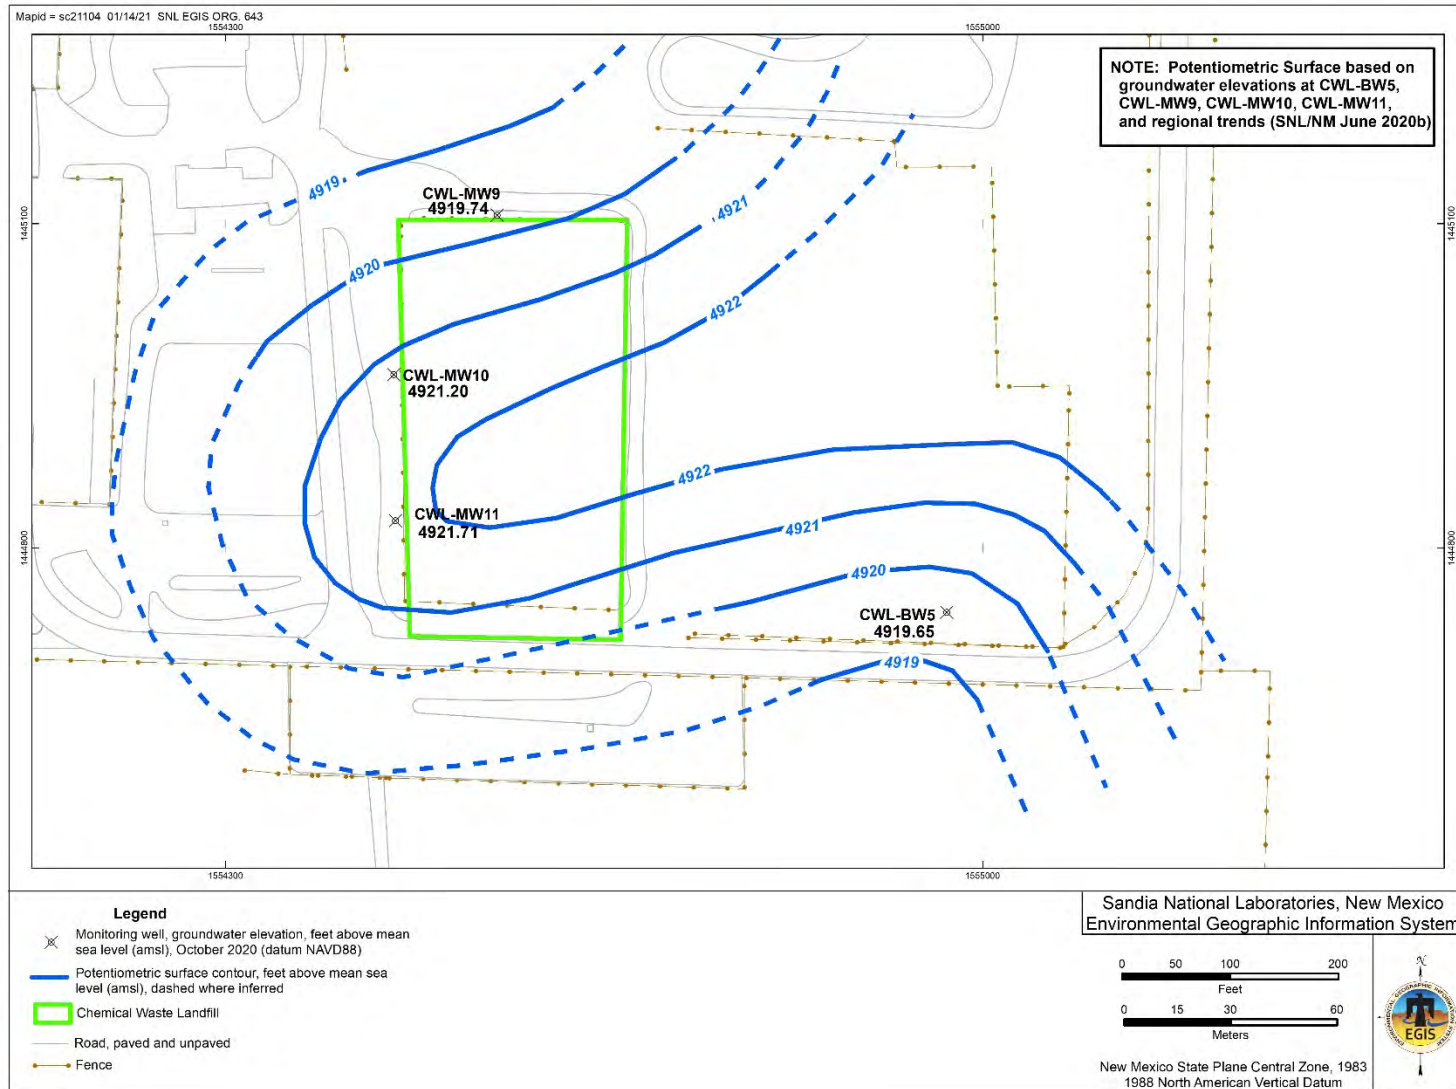 Mapid = sc21104 01/14/21 SNL EGIS ORG. 643
1554300
1555000
NOTE: Potentiometric Surface based on
groundwater elevations at CWL-BW5,
CWL-MW9, CWL-MW10, CWL-MW11,
and regional trends (SNL/NM June 2020b)
4919
CWL-MW9
4919.74
4921
1445100
1445100
4920
4922
CWL-MW10
4921.20
4922
CWL-MW11
4921.71
4921
1444800
1444800
4920
CWL-BW5
4919.65
4919
1554300
1555000
Legend
Monitoring well, groundwater elevation, feet above mean
sea level (amsl), October 2020 (datum NAVD88)
Potentiometric surface contour, feet above mean sea
level (amsl), dashed where inferred
Chemical Waste Landfill
Road, paved and unpaved
Fence
Sandia National Laboratories, New Mexico
Environmental Geographic Information System
0 50 100 200
Feet
0 15 30 60
Meters
New Mexico State Plane Central Zone, 1983
1988 North American Vertical Datum
N
ENVIRONMENTAL GEOGRAPHIC INFORMATION SYSTEM
EGIS